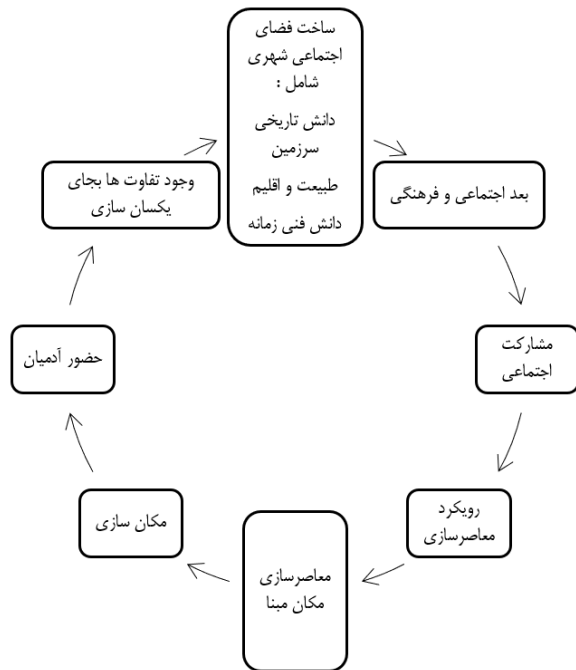 ساخت فضای
اجتماعی شهری
شامل :
دانش تاریخی
سرزمین
طبیعت و اقلیم
دانش فنی زمانه
بعد اجتماعی و فرهنگی
مشارکت
اجتماعی
رویکرد
معاصرسازی
معاصرسازی
مکان مبنا
مکان سازی
حضور آدمیان
وجود تفاوت ها بجای
یکسان سازی